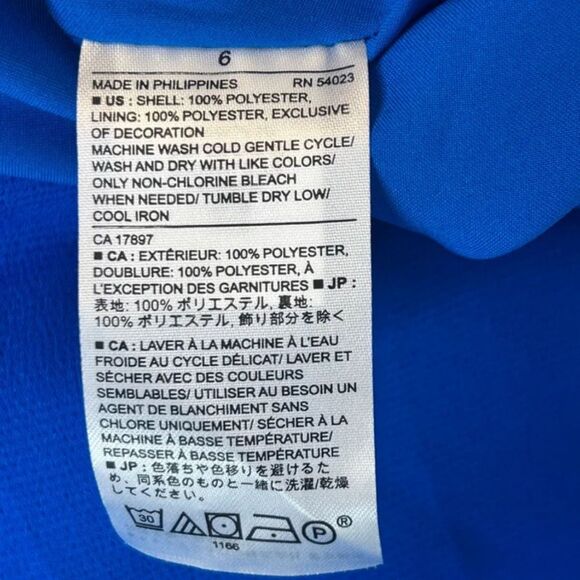 6
MADE IN PHILIPPINES RN 54023
■ US : SHELL: 100% POLYESTER,
LINING: 100% POLYESTER, EXCLUSIVE
OF DECORATION
MACHINE WASH COLD GENTLE CYCLE/
WASH AND DRY WITH LIKE COLORS/
ONLY NON-CHLORINE BLEACH
WHEN NEEDED/ TUMBLE DRY LOW/
COOL IRON
CA 17897
■ CA : EXTÉRIEUR: 100% POLYESTER,
DOUBLURE: 100% POLYESTER, À
L'EXCEPTION DES GARNITURES ■ JP :
表地: 100% ポリエステル, 裏地:
100% ポリエステル, 飾り部分を除く
■ CA : LAVER À LA MACHINE À L'EAU
FROIDE AU CYCLE DÉLICAT/ LAVER ET
SÉCHER AVEC DES COULEURS
SEMBLABLES/ UTILISER AU BESOIN UN
AGENT DE BLANCHIMENT SANS
CHLORE UNIQUEMENT/ SÉCHER À LA
MACHINE À BASSE TEMPÉRATURE/
REPASSER À BASSE TEMPÉRATURE
■ JP : 色落ちや色移りを避けるた
め、同系色のものと一緒に洗濯/乾燥
してください。
30 P ®
1166